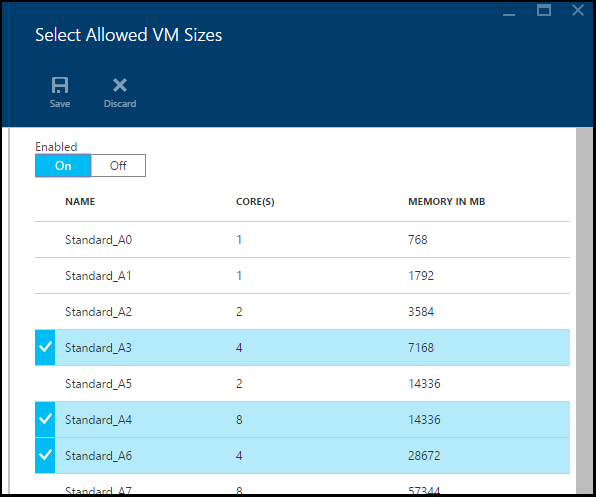 Select Allowed VM Sizes
Save Discard
Enabled
On Off
NAME CORE(S) MEMORY IN MB
Standard_A0 1 768
Standard_A1 1 1792
Standard_A2 2 3584
Standard_A3 4 7168
Standard_A5 2 14336
Standard_A4 8 14336
Standard_A6 4 28672
Standard_A7 8 57344